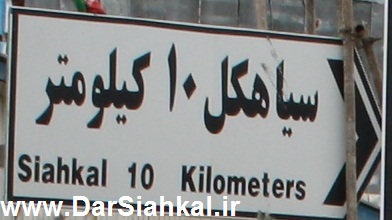 سیاهکل ۱۰ کیلومتر
Siahkal 10 Kilometers
www.DarSiahkal.ir